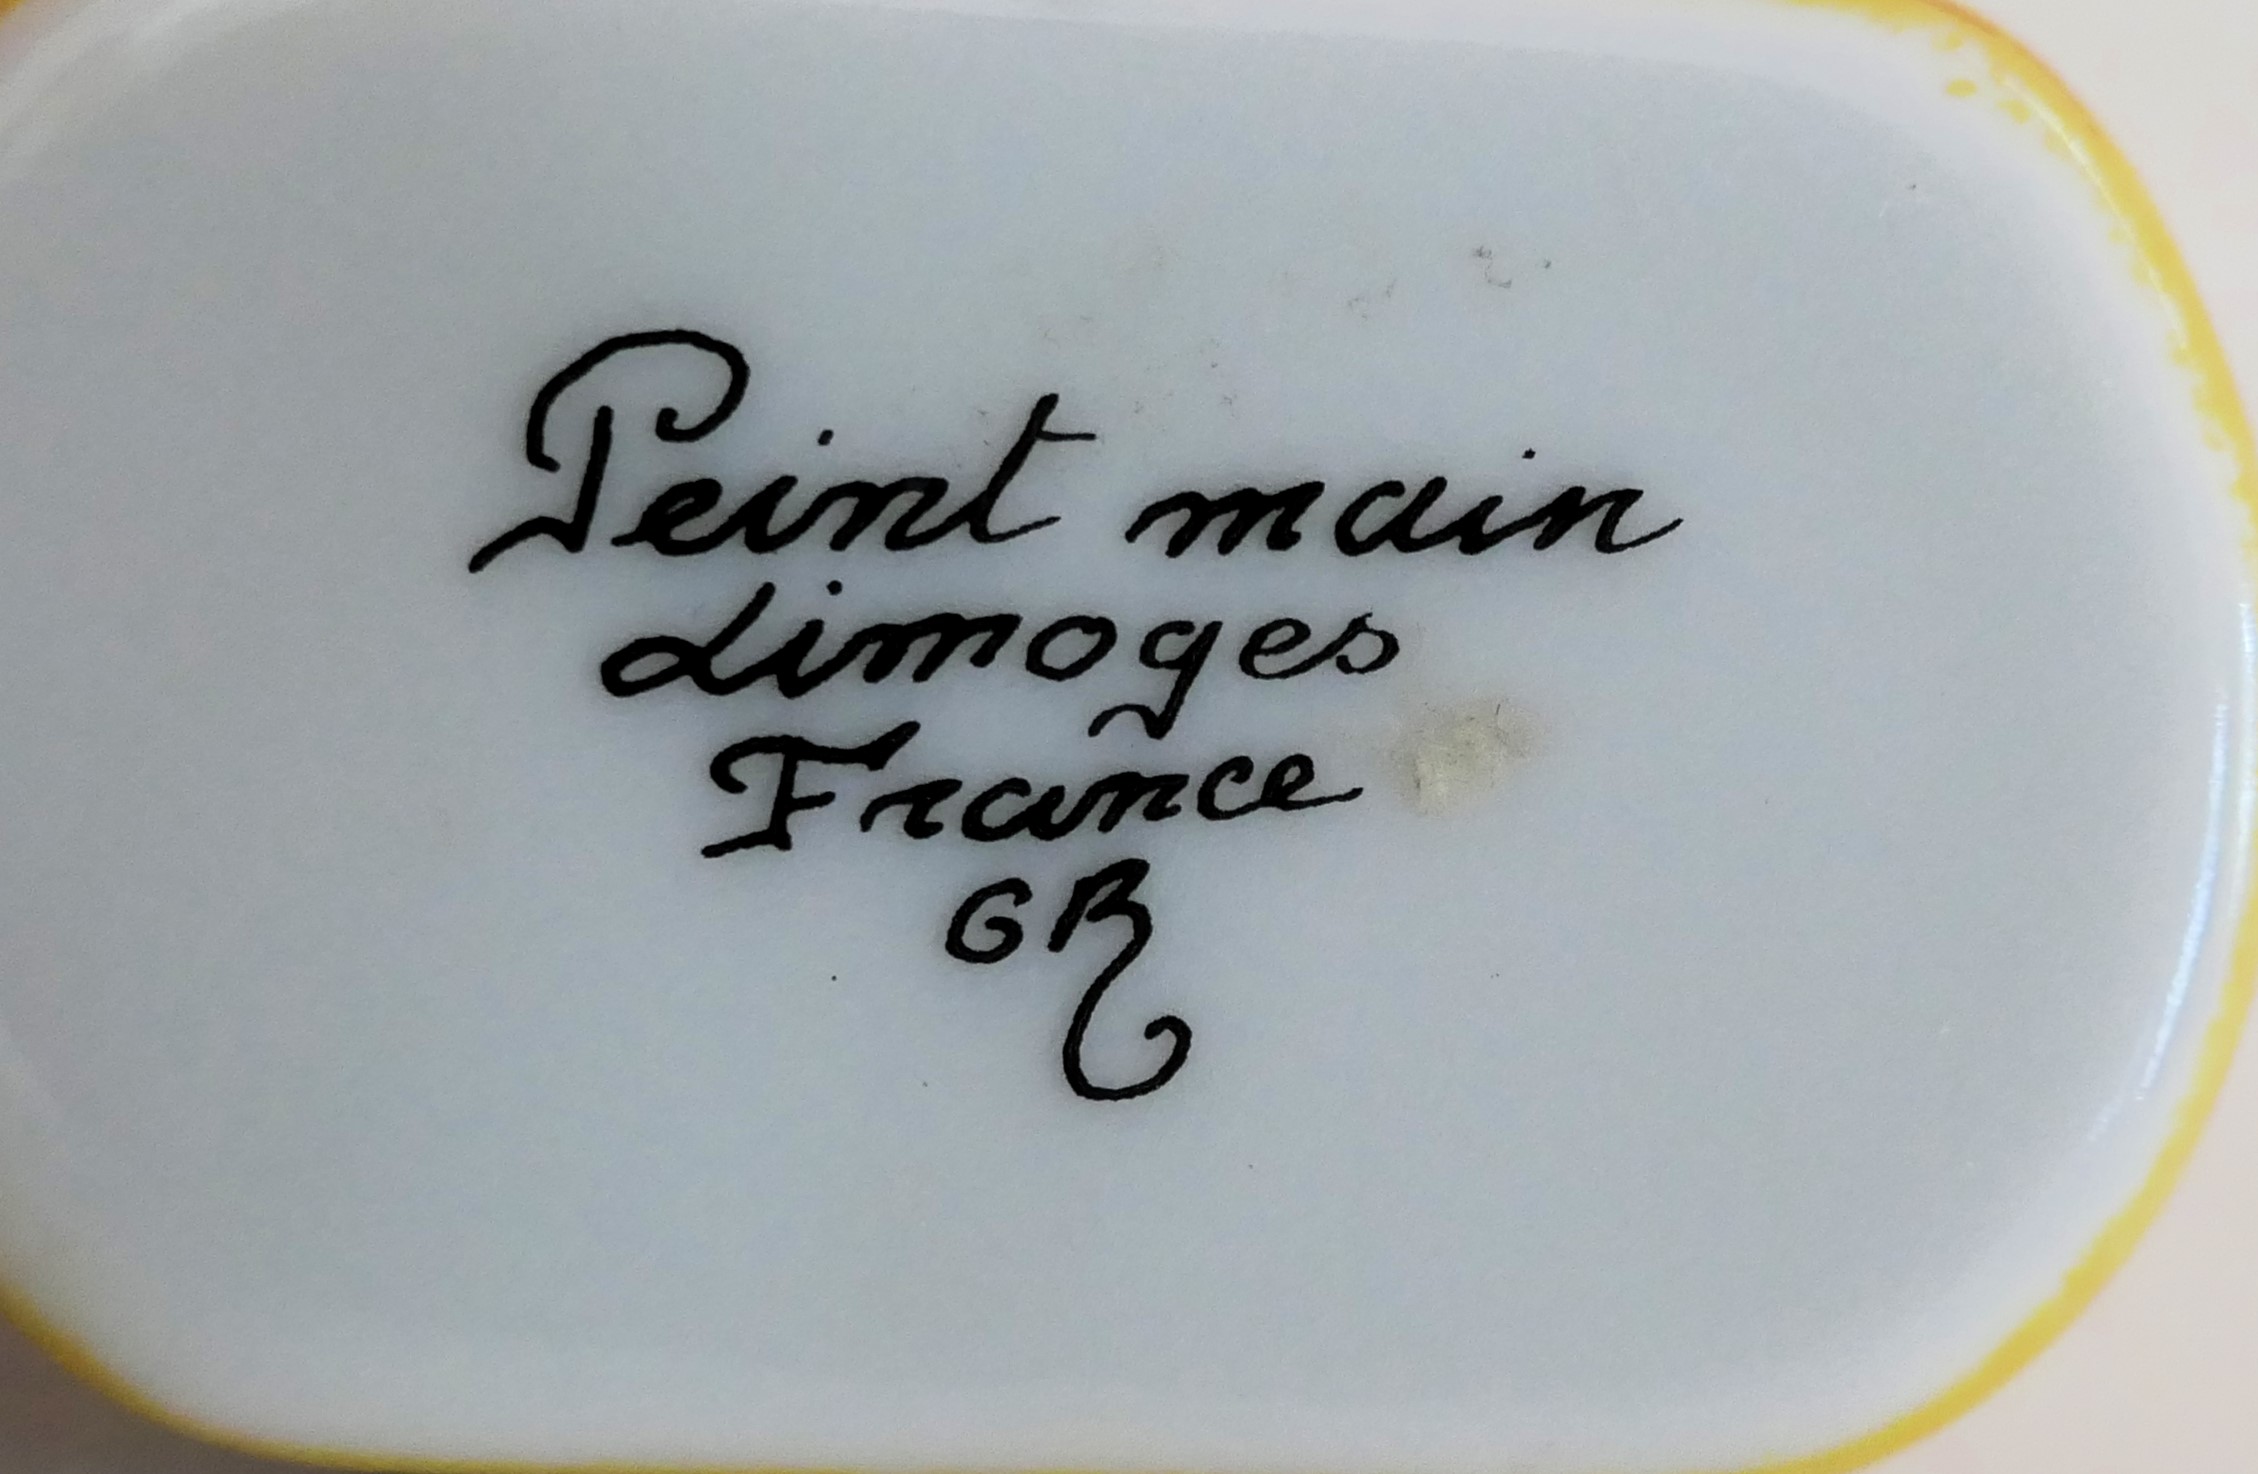 Peint main
Limoges
France
GR